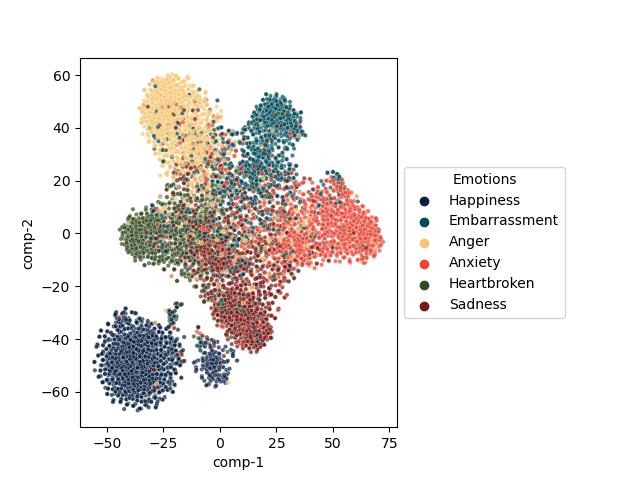 60
40
20
0
−20
−40
−60
comp-2
−50
−25
0
25
50
75
comp-1
Emotions
Happiness
Embarrassment
Anger
Anxiety
Heartbroken
Sadness